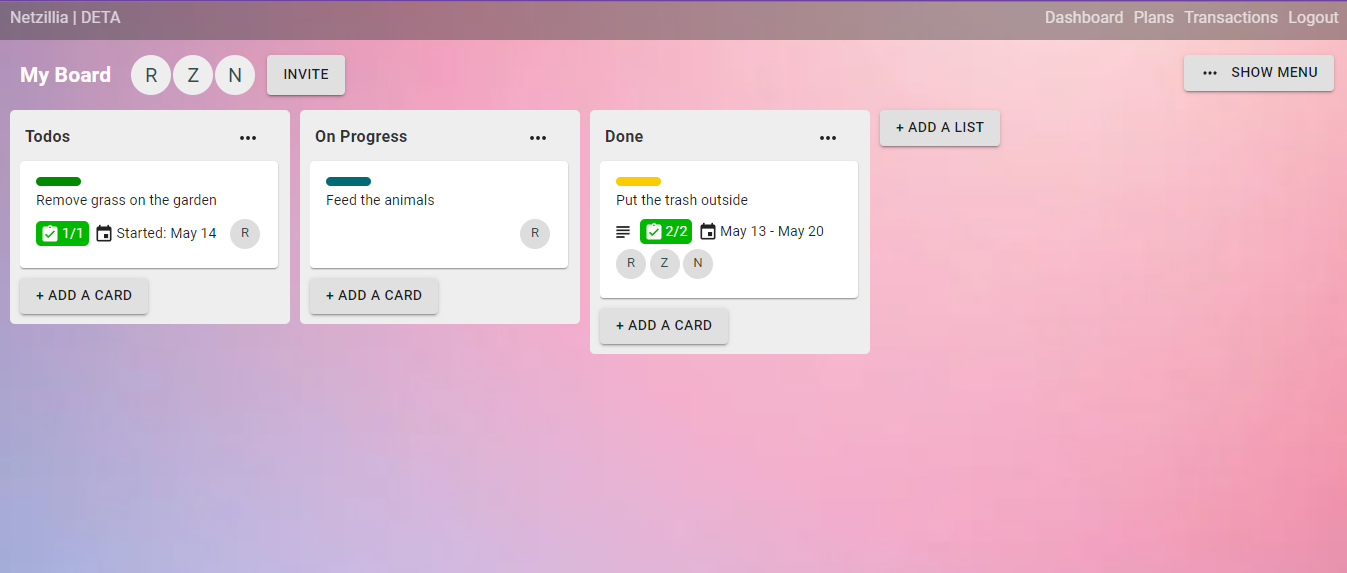 Netzillia | DETA
Dashboard Plans Transactions Logout
My Board R Z N INVITE
SHOW MENU
Todos
Remove grass on the garden
1/1 Started: May 14 R
+ ADD A CARD
On Progress
Feed the animals
R
+ ADD A CARD
Done
Put the trash outside
2/2 May 13 - May 20
R Z N
+ ADD A CARD
+ ADD A LIST